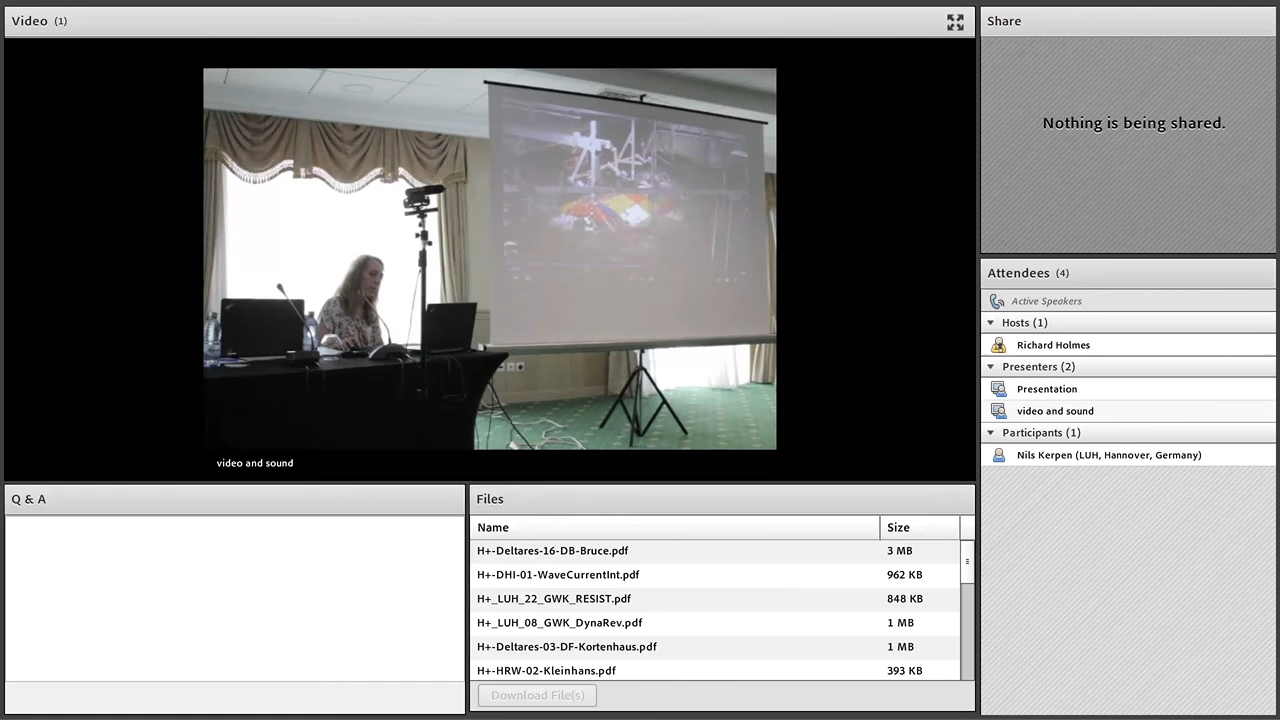 Video (1)
Share
Nothing is being shared.
video and sound
Attendees (4)
Active Speakers
Hosts (1)
Richard Holmes
Presenters (2)
Presentation
video and sound
Participants (1)
Nils Kerpen (LUH, Hannover, Germany)
Q & A
Files
Name Size
H+-Deltares-16-DB-Bruce.pdf 3 MB
H+-DHI-01-WaveCurrentInt.pdf 962 KB
H+_LUH_22_GWK_RESIST.pdf 848 KB
H+_LUH_08_GWK_DynaRev.pdf 1 MB
H+-Deltares-03-DF-Kortenhaus.pdf 1 MB
H+-HRW-02-Kleinhans.pdf 393 KB
Download File(s)